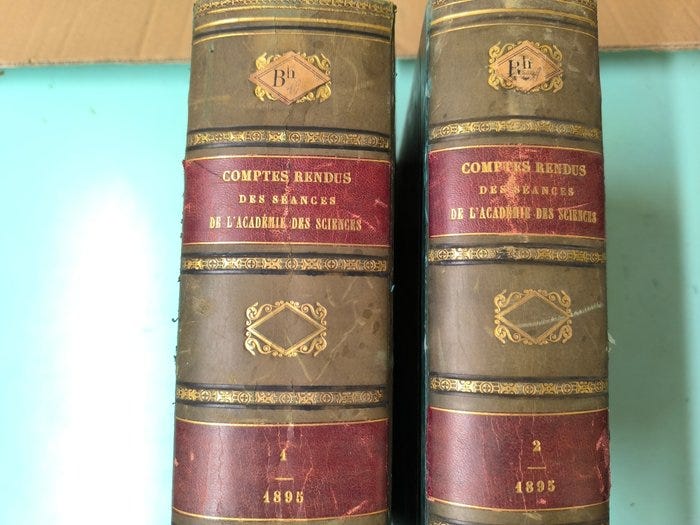 Bh
COMPTES RENDUS
DES SÉANCES
DE L'ACADÉMIE DES SCIENCES
1
1895
COMPTES RENDUS
DES SÉANCES
DE L'ACADÉMIE DES SCIENCES
2
1895